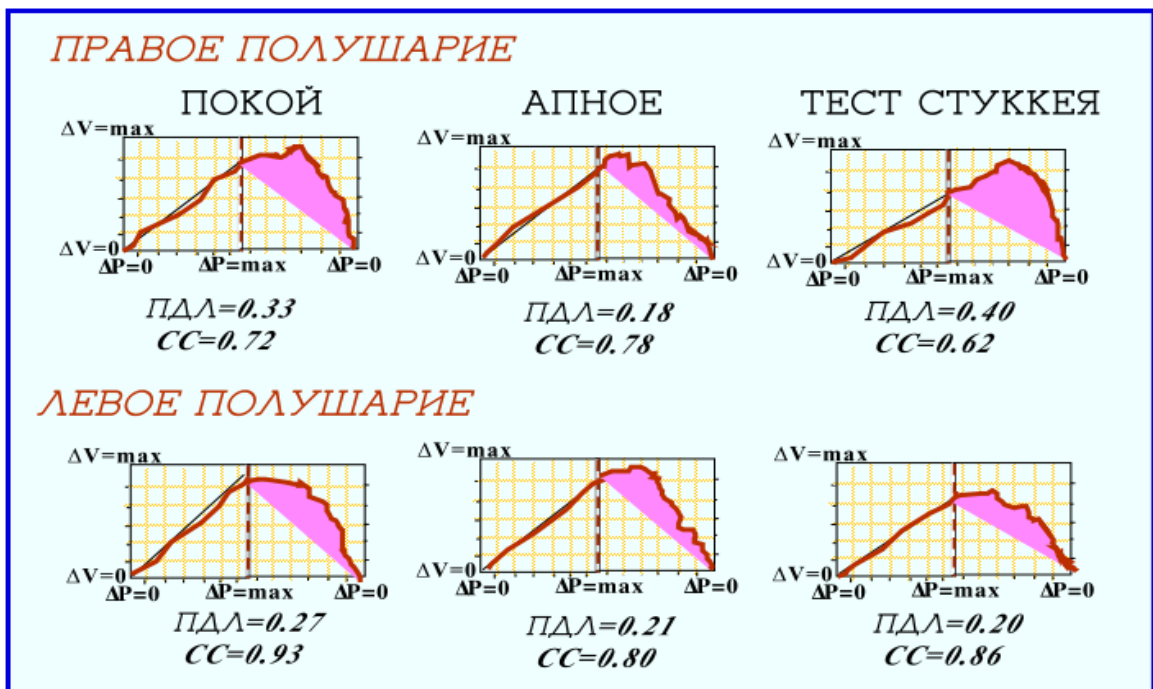 ПРАВОЕ ПОЛУШАРИЕ
ПОКОЙ АПНОЕ ТЕСТ СТУККЕЯ
ΔV=max ΔV=max ΔV=max
ΔV=0 ΔV=0 ΔV=0
ΔP=0 ΔP=max ΔP=0 ΔP=0 ΔP=max ΔP=0 ΔP=0 ΔP=max ΔP=0
ПДЛ=0.33 ПДЛ=0.18 ПДЛ=0.40
СС=0.72 СС=0.78 СС=0.62
ЛЕВОЕ ПОЛУШАРИЕ
ΔV=max ΔV=max ΔV=max
ΔV=0 ΔV=0 ΔV=0
ΔP=0 ΔP=max ΔP=0 ΔP=0 ΔP=max ΔP=0 ΔP=0 ΔP=max ΔP=0
ПДЛ=0.27 ПДЛ=0.21 ПДЛ=0.20
СС=0.93 СС=0.80 СС=0.86